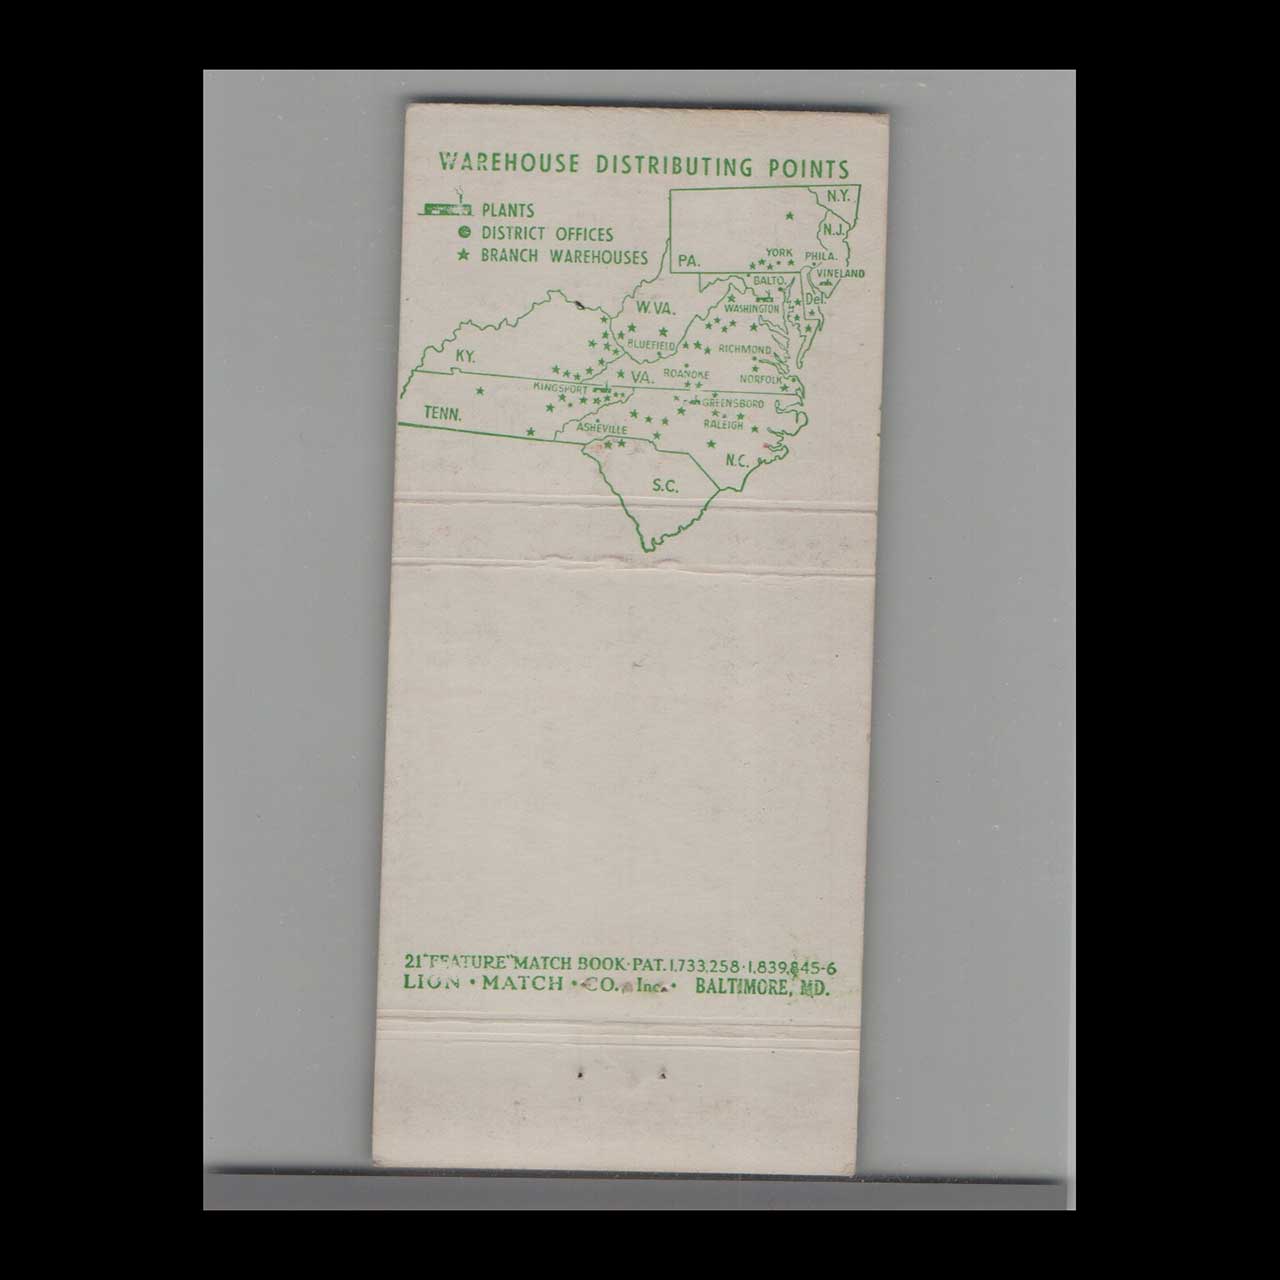 WAREHOUSE DISTRIBUTING POINTS
PLANTS
DISTRICT OFFICES
BRANCH WAREHOUSES
N.Y.
N.J.
PA.
YORK
PHILA.
VINELAND
BALTO.
Del.
WASHINGTON
W.VA.
BLUEFIELD
RICHMOND
KY.
VA.
ROANOKE
NORFOLK
KINGSPORT
GREENSBORO
TENN.
ASHEVILLE
RALEIGH
N.C.
S.C.
21 "FEATURE" MATCH BOOK·PAT. 1,733,258·1,839,845-6
LION · MATCH · CO., Inc. · BALTIMORE, MD.